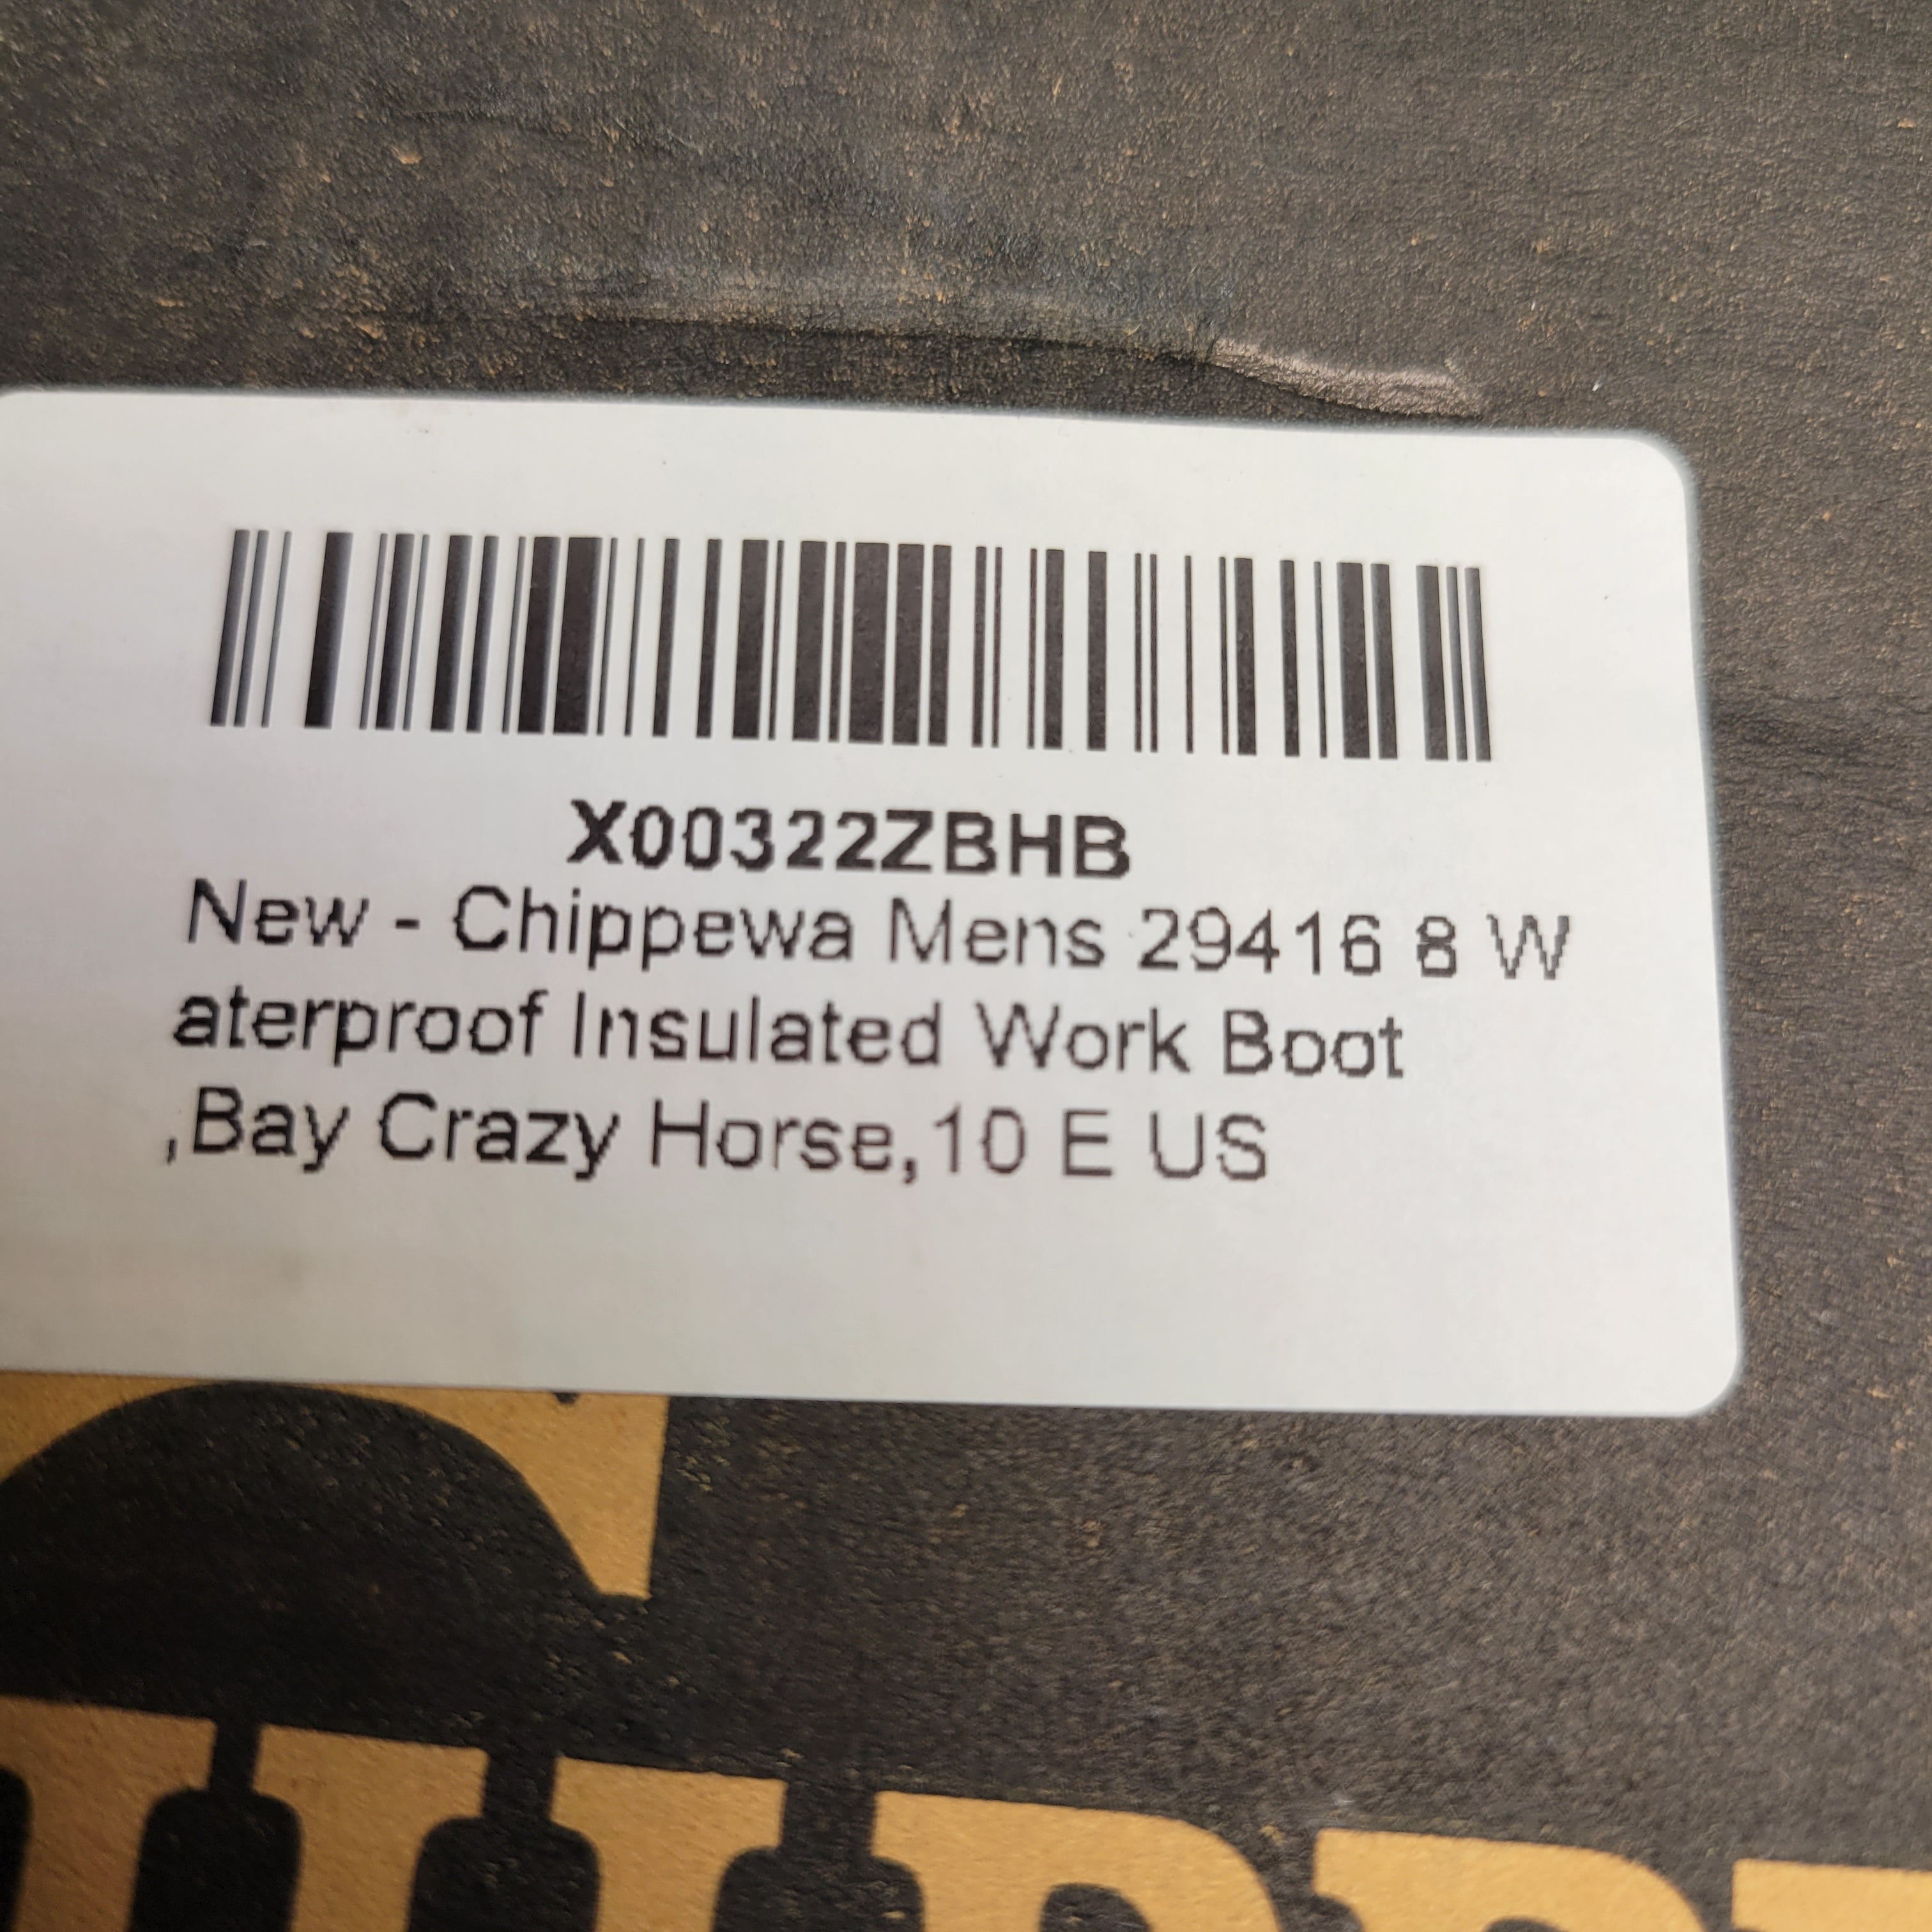 X00322ZBHB
New - Chippewa Mens 29416 8 W
aterproof Insulated Work Boot
,Bay Crazy Horse,10 E US